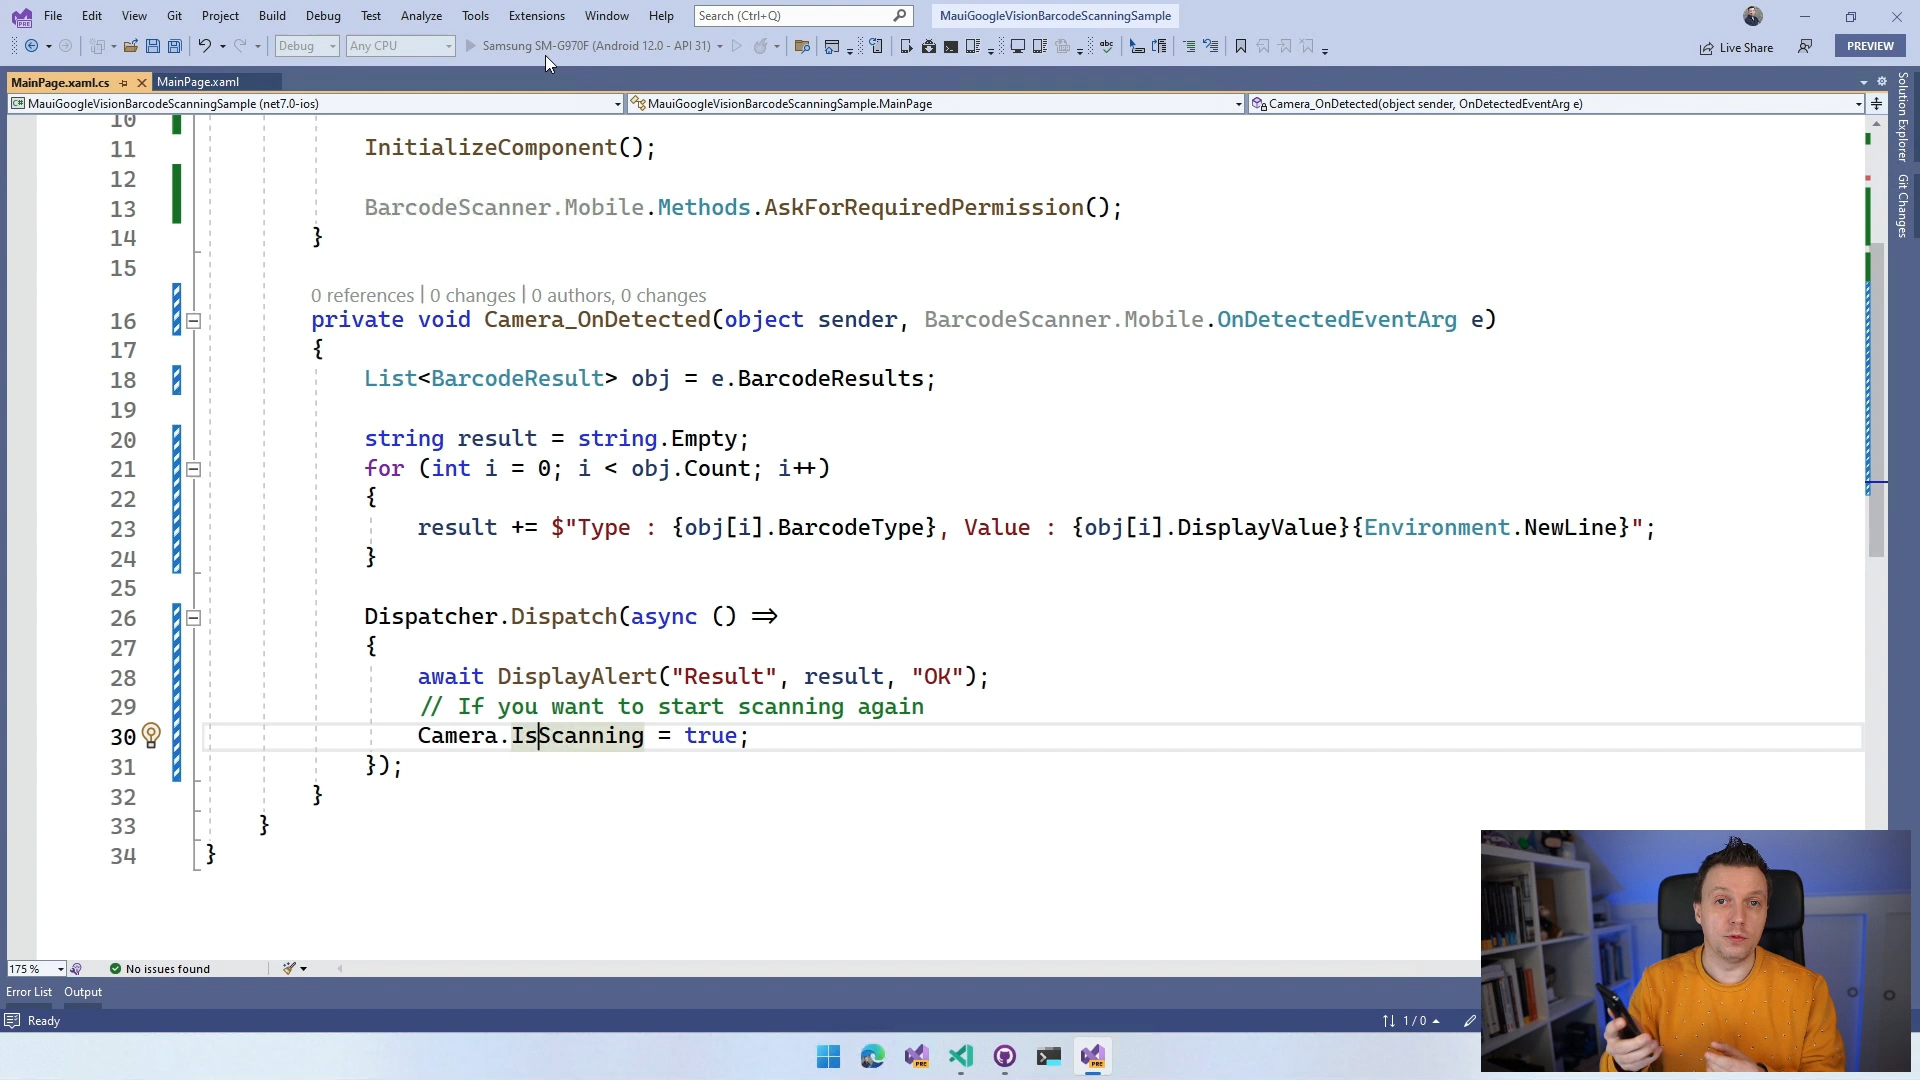 File Edit View Git Project Build Debug Test Analyze Tools Extensions Window Help Search (Ctrl+Q) MauiGoogleVisionBarcodeScanningSample
Debug Any CPU Samsung SM-G970F (Android 12.0 - API 31) Live Share PREVIEW
MainPage.xaml.cs MainPage.xaml
MauiGoogleVisionBarcodeScanningSample (net7.0-ios) MauiGoogleVisionBarcodeScanningSample.MainPage Camera_OnDetected(object sender, OnDetectedEventArg e)
Solution Explorer
Git Changes
10
11 InitializeComponent();
12
13 BarcodeScanner.Mobile.Methods.AskForRequiredPermission();
14 }
15
0 references | 0 changes | 0 authors, 0 changes
16 private void Camera_OnDetected(object sender, BarcodeScanner.Mobile.OnDetectedEventArg e)
17 {
18 List<BarcodeResult> obj = e.BarcodeResults;
19
20 string result = string.Empty;
21 for (int i = 0; i < obj.Count; i++)
22 {
23 result += $"Type : {obj[i].BarcodeType}, Value : {obj[i].DisplayValue}{Environment.NewLine}";
24 }
25
26 Dispatcher.Dispatch(async () =>
27 {
28 await DisplayAlert("Result", result, "OK");
29 // If you want to start scanning again
30 Camera.IsScanning = true;
31 });
32 }
33 }
34 }
175 % No issues found
Error List Output
Ready 1 / 0